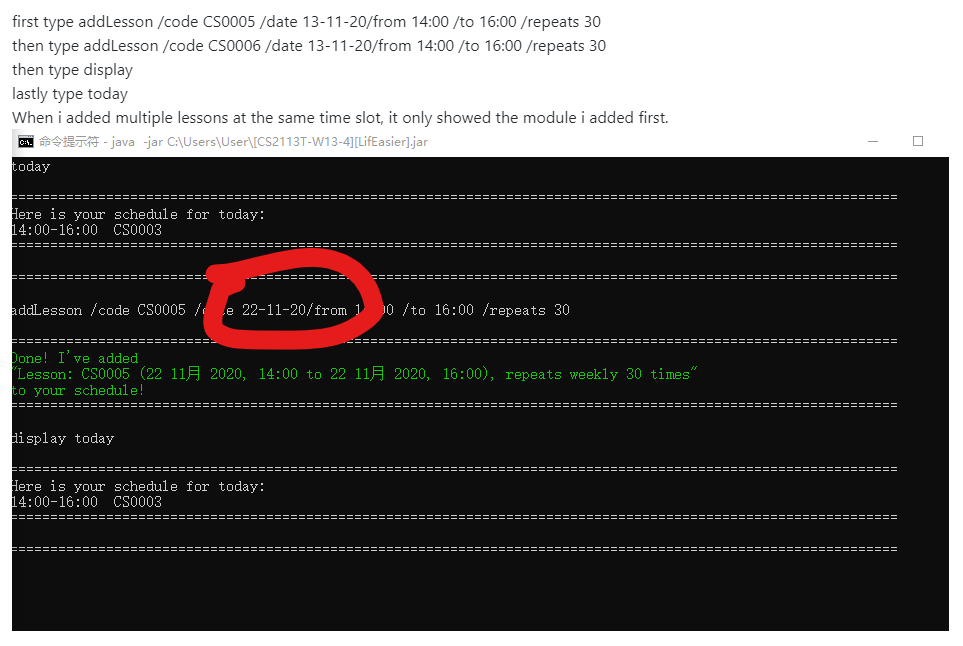 first type addLesson /code CS0005 /date 13-11-20/from 14:00 /to 16:00 /repeats 30
then type addLesson /code CS0006 /date 13-11-20/from 14:00 /to 16:00 /repeats 30
then type display
lastly type today
When i added multiple lessons at the same time slot, it only showed the module i added first.
命令提示符 - java -jar C:\Users\User\[CS2113T-W13-4][LifEasier].jar
today
==================================================================================================================
Here is your schedule for today:
14:00-16:00 CS0003
==================================================================================================================
==================================================================================================================
addLesson /code CS0005 22-11-20/from /to 16:00 /repeats 30
==================================================================================================================
Done! I've added
"Lesson: CS0005 (22 11月 2020, 14:00 to 22 11月 2020, 16:00), repeats weekly 30 times"
to your schedule!
==================================================================================================================
display today
==================================================================================================================
Here is your schedule for today:
14:00-16:00 CS0003
==================================================================================================================
==================================================================================================================